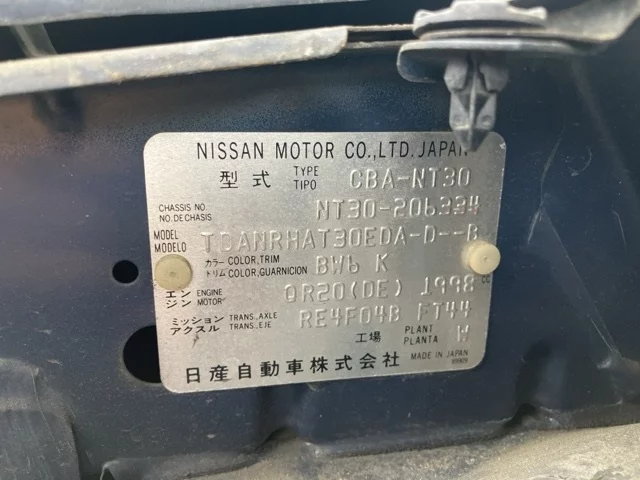 NISSAN MOTOR CO.,LTD. JAPAN
型式 TYPE TIPO CBA-NT30
CHASSIS NO. NO. DE CHASIS NT30-206334
MODEL MODELO TDANRHAT30EDA-D--B
カラー COLOR,TRIM トリム COLOR,GUARNICION BW6 K
エンジン ENGINE MOTOR QR20(DE) 1998 cc
ミッション TRANS,AXLE アクスル TRANS,EJE RE4F04B FT44
工場 PLANT PLANTA W
日産自動車株式会社 MADE IN JAPAN